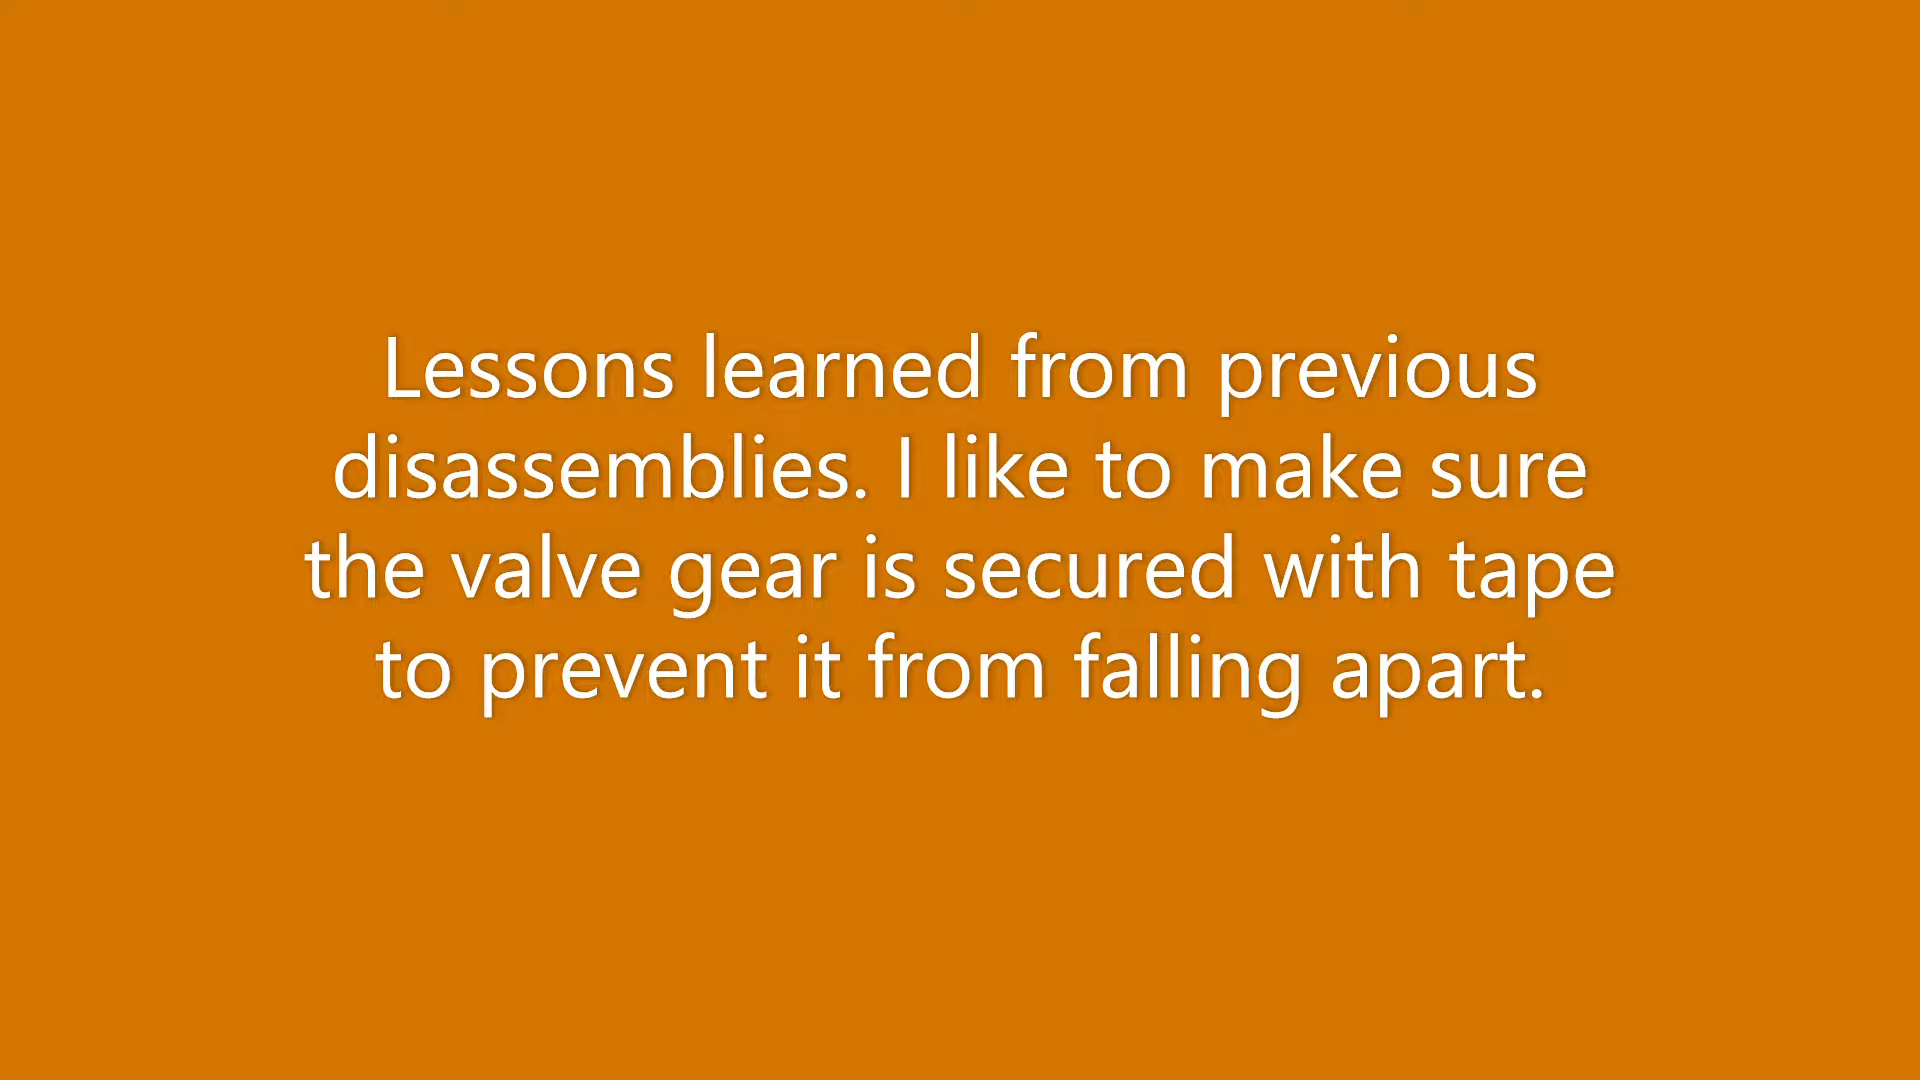 Lessons learned from previous
disassemblies. I like to make sure
the valve gear is secured with tape
to prevent it from falling apart.